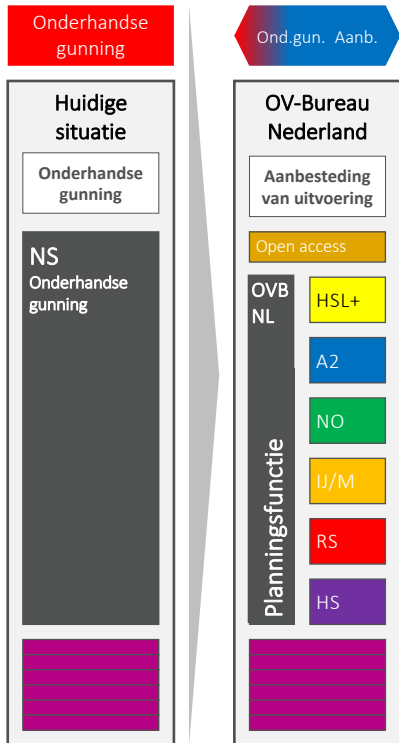 Onderhandse
gunning
Huidige
situatie
Onderhandse
gunning
NS
Onderhandse
gunning
Ond.gun. Aanb.
OV-Bureau
Nederland
Aanbesteding
van uitvoering
Open access
OVB
NL
Planningsfunctie
HSL+
A2
NO
IJ/M
RS
HS